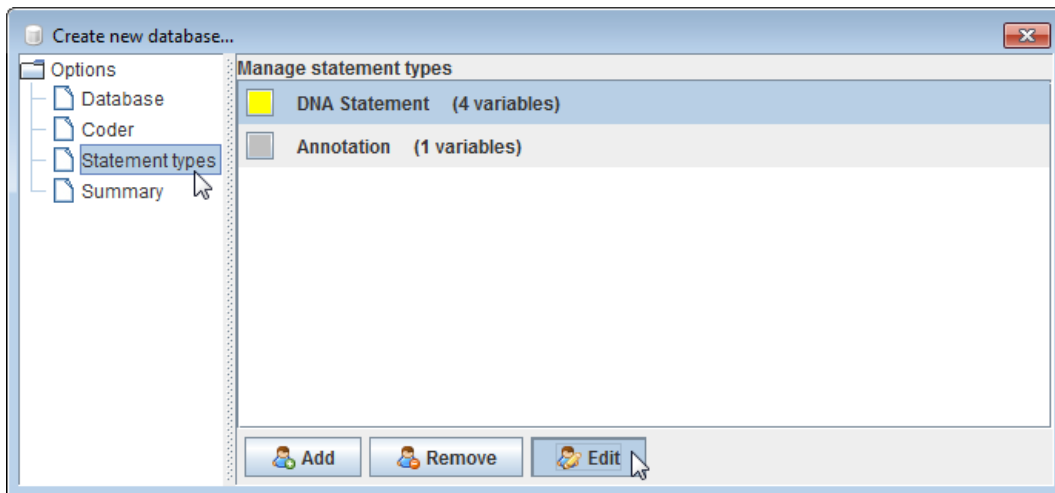 Create new database...
Options
Database
Coder
Statement types
Summary
Manage statement types
DNA Statement (4 variables)
Annotation (1 variables)
Add Remove Edit